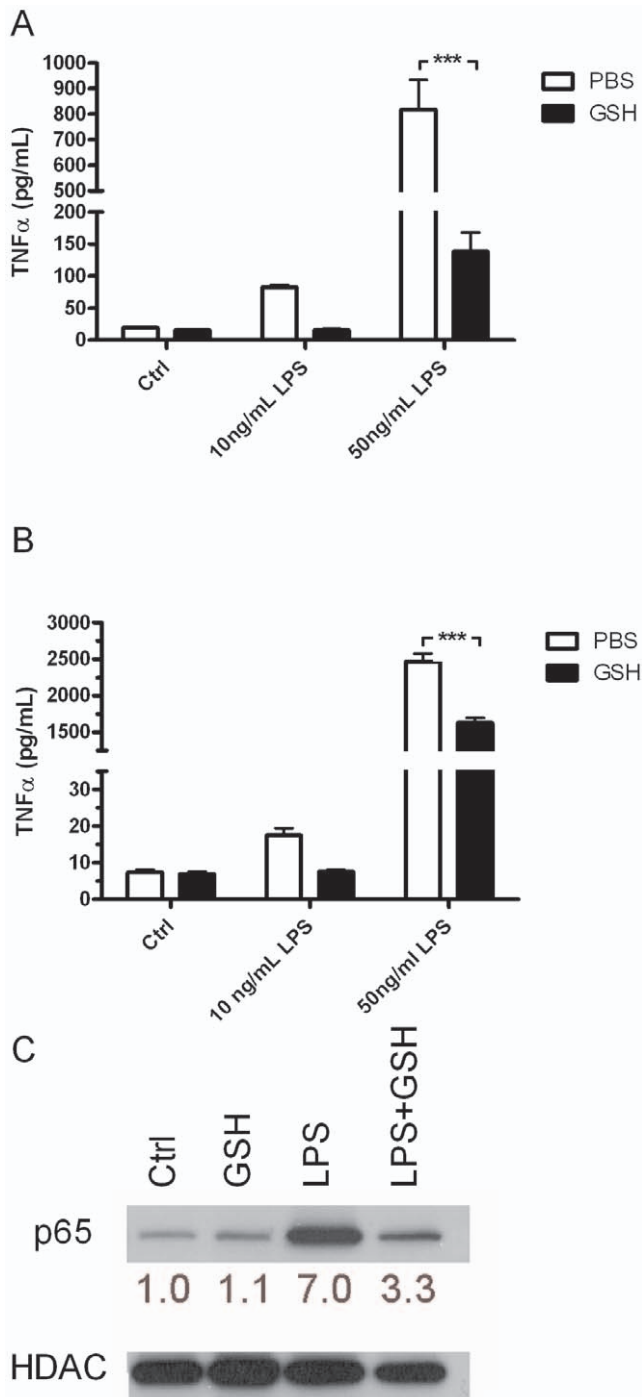 A
1000
900
800
700
600
500
200
150
100
50
0
TNFα (pg/mL)
***
PBS
GSH
Ctrl
10ng/mL LPS
50ng/mL LPS
B
3000
2500
2000
1500
30
20
10
0
TNFα (pg/mL)
***
PBS
GSH
Ctrl
10 ng/mL LPS
50ng/ml LPS
C
Ctrl
GSH
LPS
LPS+GSH
p65
1.0 1.1 7.0 3.3
HDAC